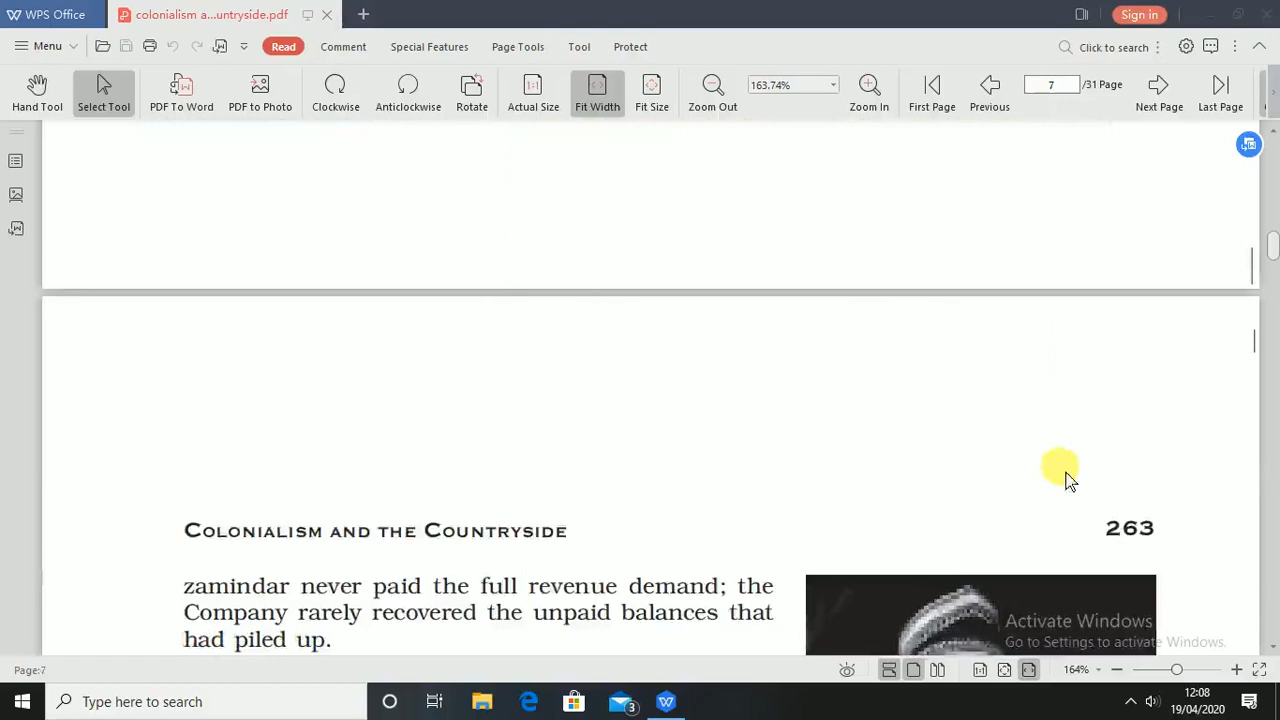 WPS Office
colonialism a...untryside.pdf
Sign in
Menu
Read
Comment
Special Features
Page Tools
Tool
Protect
Click to search
Hand Tool
Select Tool
PDF To Word
PDF to Photo
Clockwise
Anticlockwise
Rotate
Actual Size
Fit Width
Fit Size
Zoom Out
163.74%
Zoom In
First Page
Previous
7
/31 Page
Next Page
Last Page
COLONIALISM AND THE COUNTRYSIDE
263
zamindar never paid the full revenue demand; the
Company rarely recovered the unpaid balances that
had piled up.
Activate Windows
Go to Settings to activate Windows.
Page:7
164%
Type here to search
3
12:08
19/04/2020